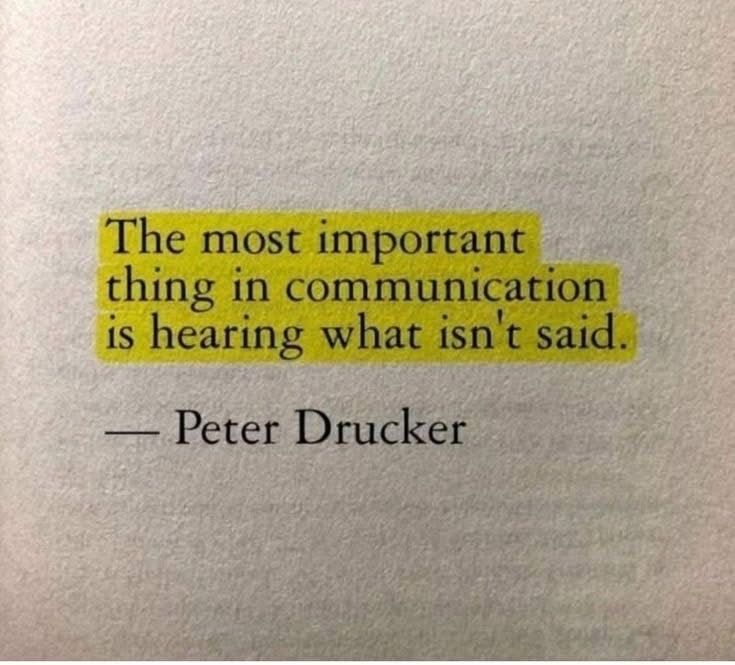 The most important
thing in communication
is hearing what isn't said.
— Peter Drucker